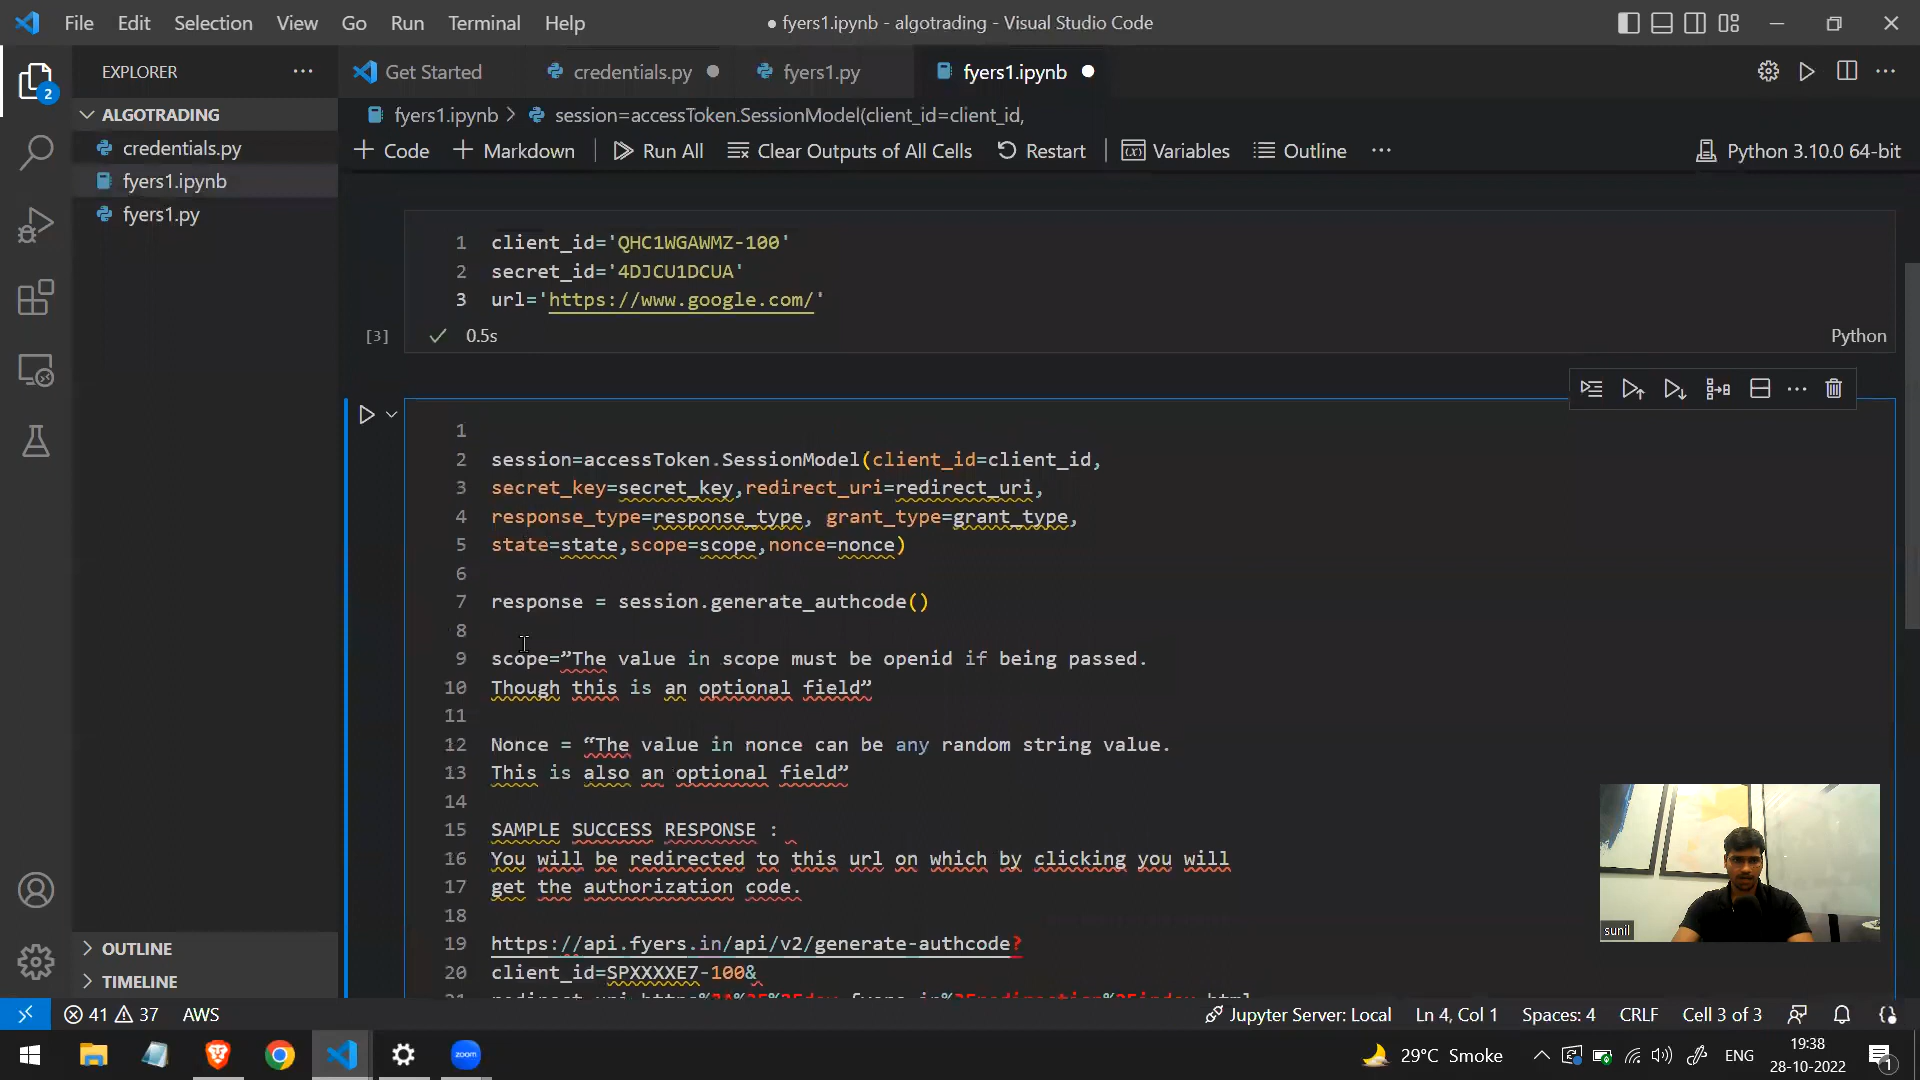 File Edit Selection View Go Run Terminal Help
● fyers1.ipynb - algotrading - Visual Studio Code
EXPLORER
Get Started
credentials.py
fyers1.py
fyers1.ipynb
2
ALGOTRADING
credentials.py
fyers1.ipynb
fyers1.py
fyers1.ipynb > session=accessToken.SessionModel(client_id=client_id,
+ Code + Markdown Run All Clear Outputs of All Cells Restart Variables Outline ··· Python 3.10.0 64-bit
1 client_id='QHC1WGAWMZ-100'
2 secret_id='4DJCU1DCUA'
3 url='https://www.google.com/'
[3] 0.5s Python
1
2 session=accessToken.SessionModel(client_id=client_id,
3 secret_key=secret_key,redirect_uri=redirect_uri,
4 response_type=response_type, grant_type=grant_type,
5 state=state,scope=scope,nonce=nonce)
6
7 response = session.generate_authcode()
8
9 scope=”The value in scope must be openid if being passed.
10 Though this is an optional field”
11
12 Nonce = “The value in nonce can be any random string value.
13 This is also an optional field”
14
15 SAMPLE SUCCESS RESPONSE :
16 You will be redirected to this url on which by clicking you will
17 get the authorization code.
18
19 https://api.fyers.in/api/v2/generate-authcode?
20 client_id=SPXXXXE7-100&
sunil
OUTLINE
TIMELINE
41 37 AWS
Jupyter Server: Local Ln 4, Col 1 Spaces: 4 CRLF Cell 3 of 3
zoom
29°C Smoke
ENG
19:38
28-10-2022
1